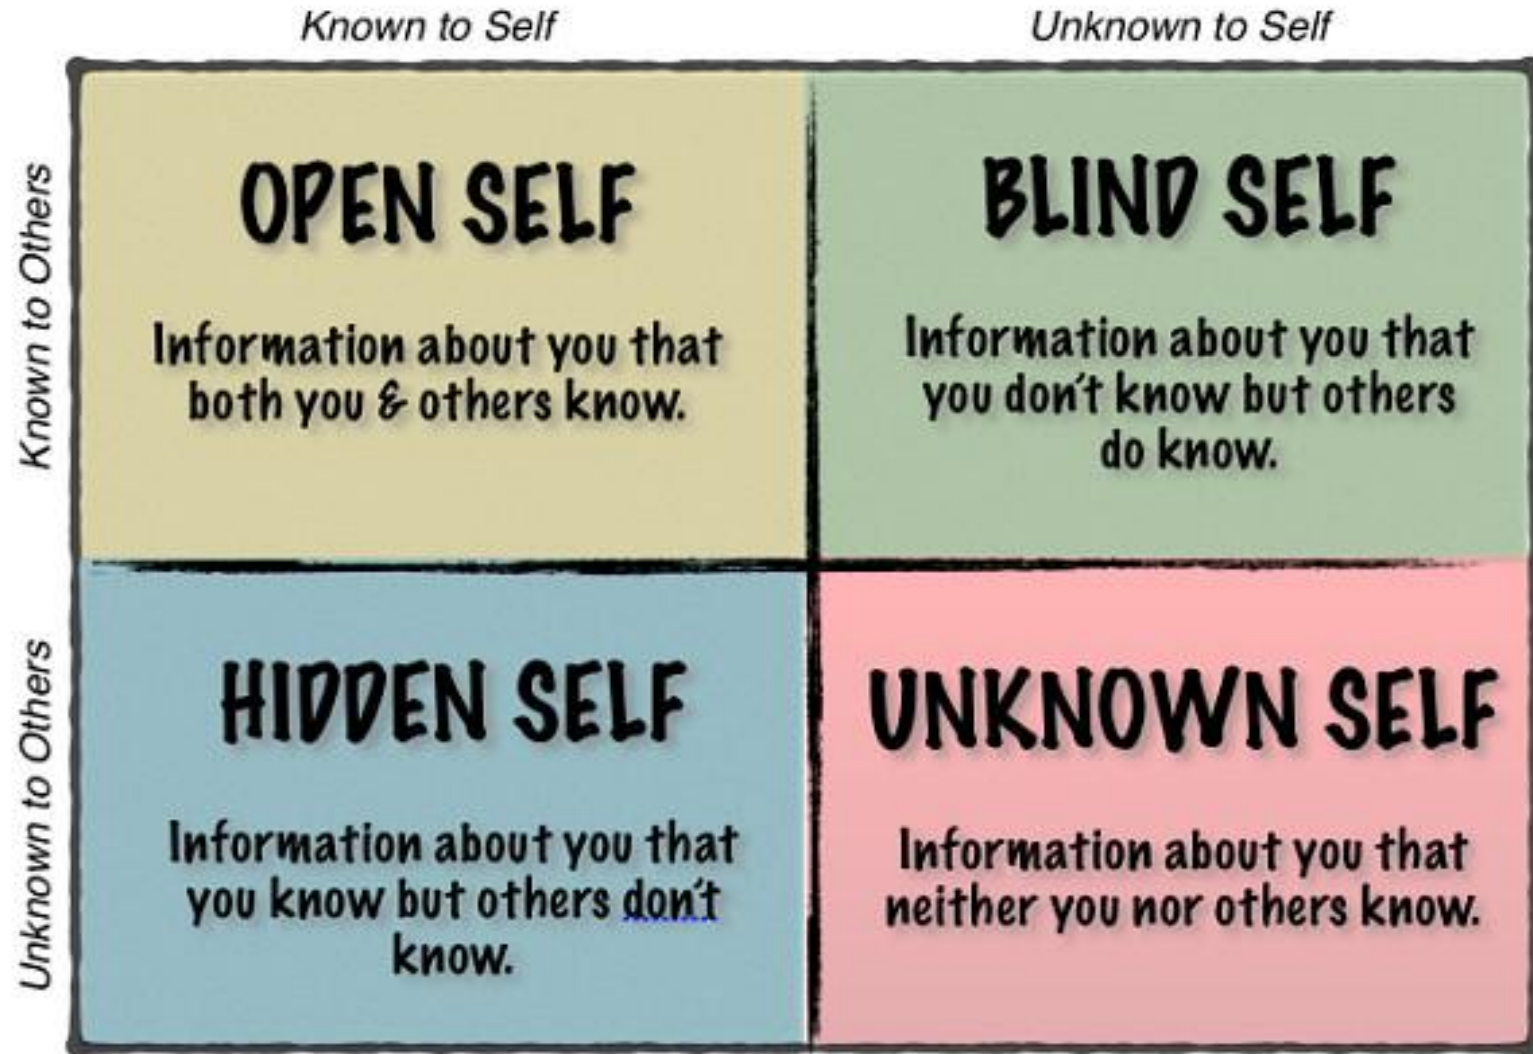 Known to Self
Unknown to Self
Known to Others
OPEN SELF
Information about you that
both you & others know.
BLIND SELF
Information about you that
you don't know but others
do know.
Unknown to Others
HIDDEN SELF
Information about you that
you know but others don't
know.
UNKNOWN SELF
Information about you that
neither you nor others know.